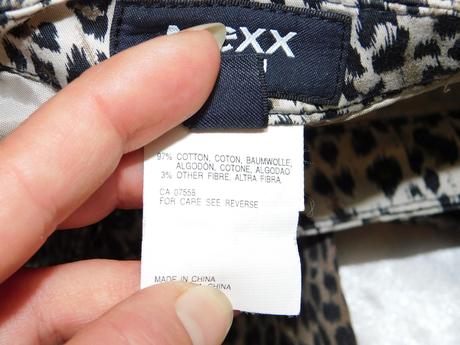 exx
97% COTTON, COTON, BAUMWOLLE,
ALGODÓN, COTONE, ALGODAO
3% OTHER FIBRE, ALTRA FIBRA
CA-07555
FOR CARE SEE REVERSE
MADE IN CHINA
CHINA